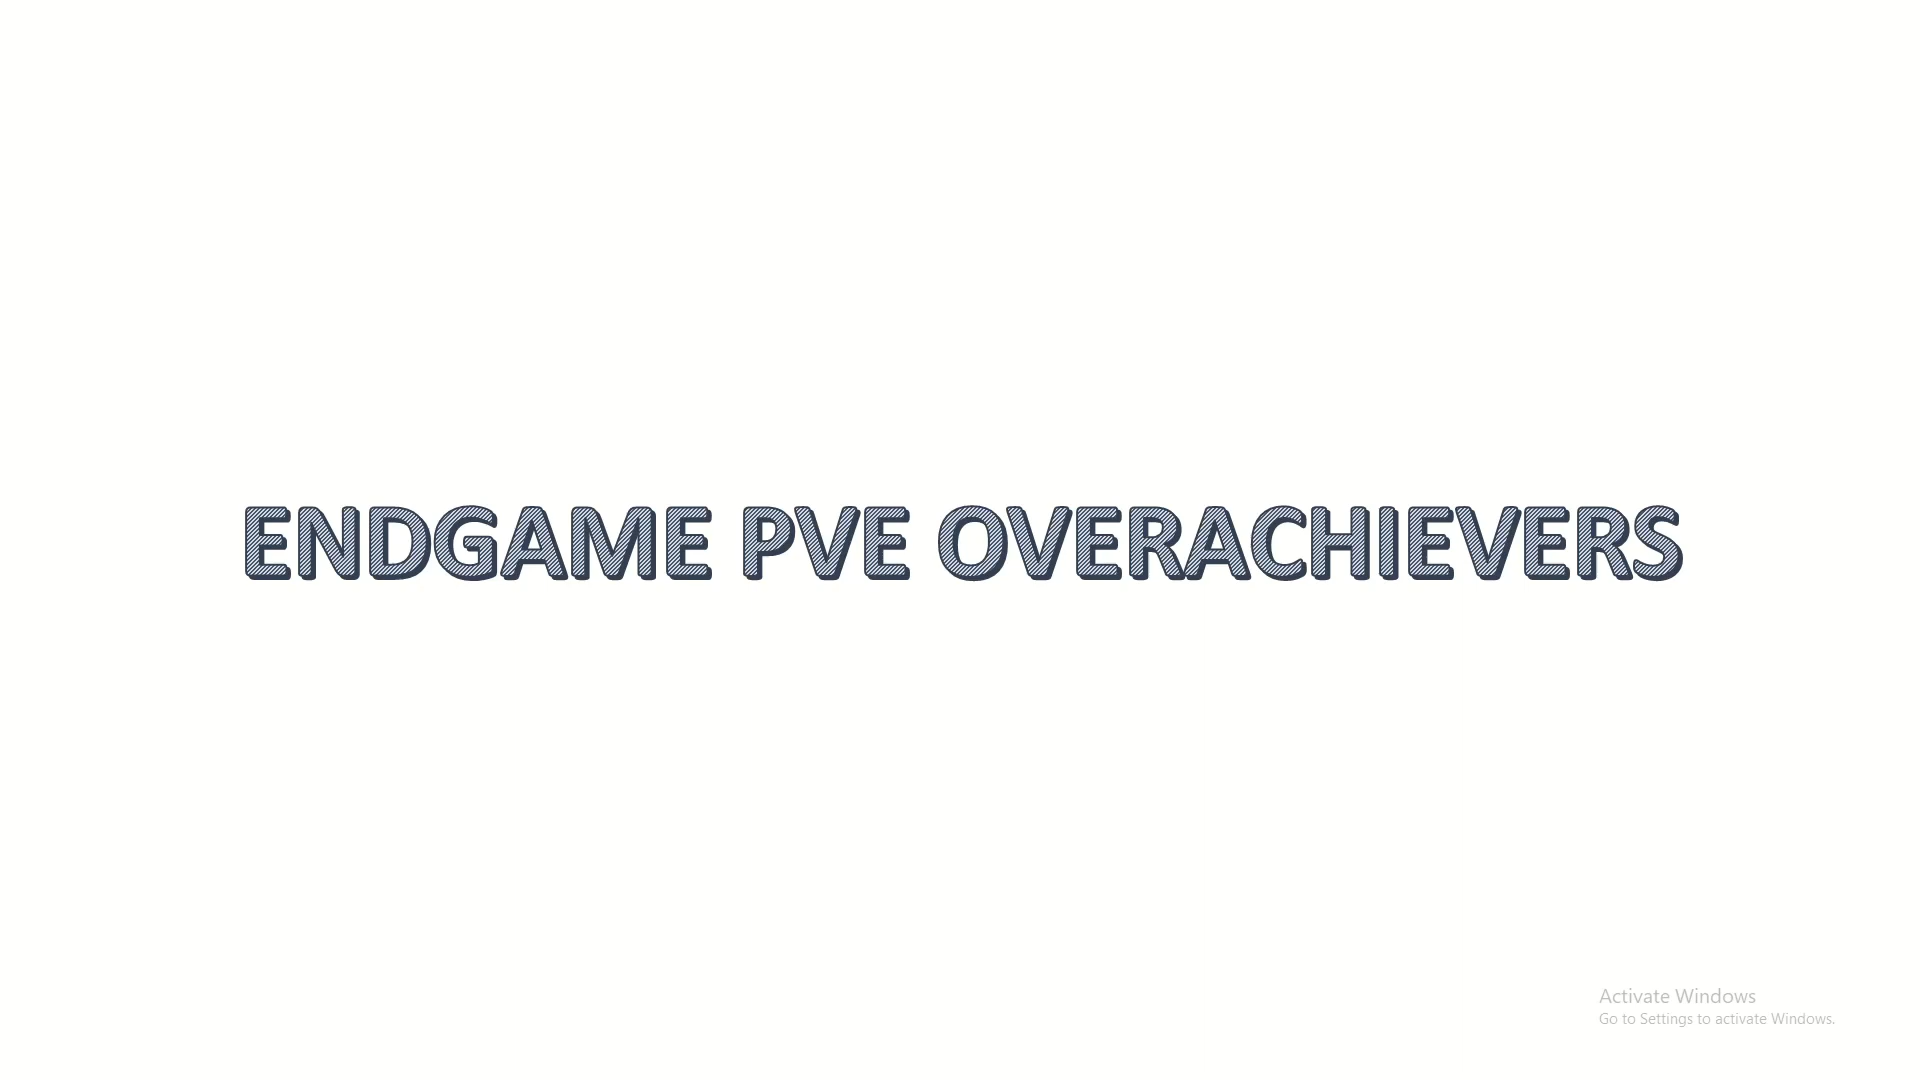 ENDGAME PVE OVERACHIEVERS
Activate Windows
Go to Settings to activate Windows.